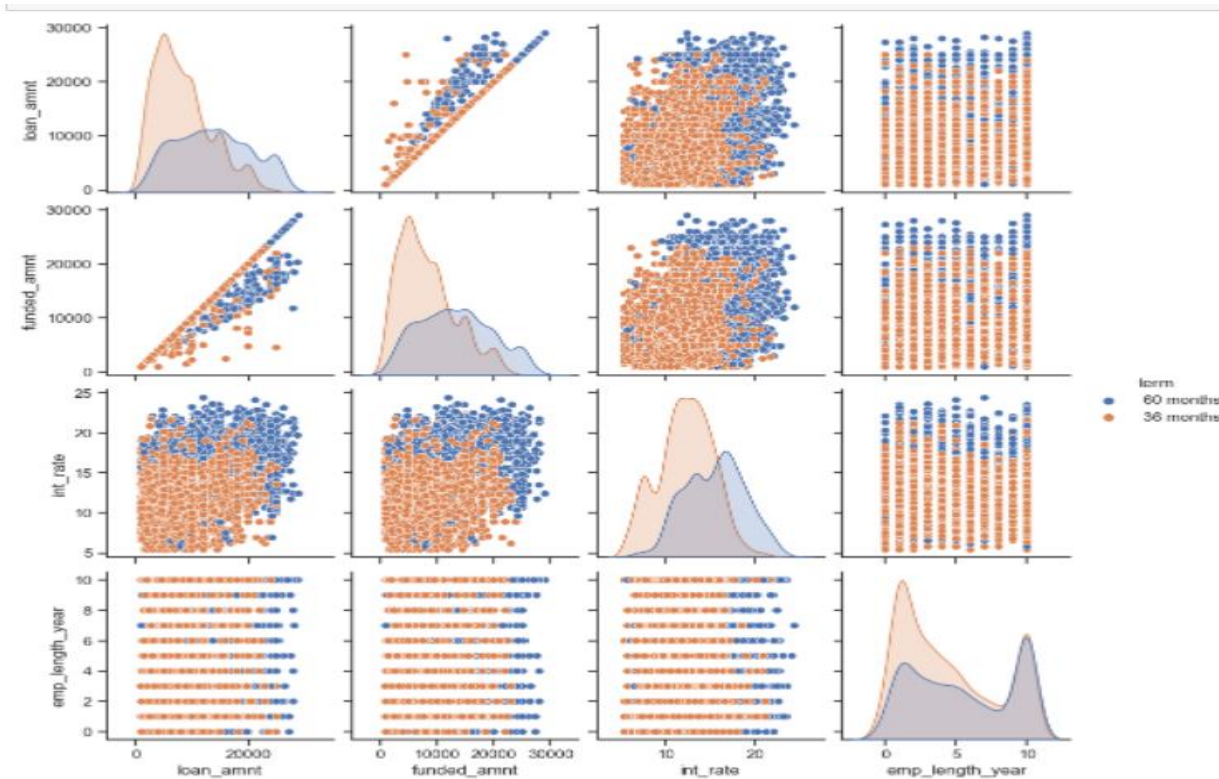 30000
20000
10000
0
loan_amnt
30000
20000
10000
0
funded_amnt
25
20
15
10
5
int_rate
10
8
6
4
2
0
emp_length_year
0 20000
loan_amnt
0 10000 20000 30000
funded_amnt
10 20
int_rate
0 5 10
emp_length_year
term
60 months
36 months